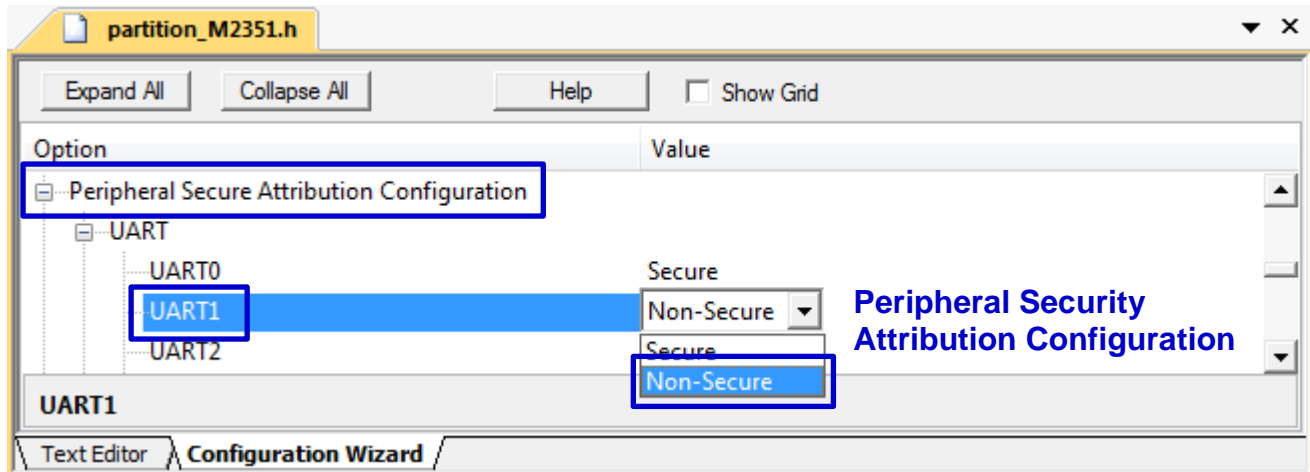 partition_M2351.h
Expand All Collapse All Help Show Grid
Option Value
Peripheral Secure Attribution Configuration
UART
UART0 Secure
UART1 Non-Secure
UART2 Secure
Non-Secure
Peripheral Security
Attribution Configuration
UART1
Text Editor Configuration Wizard